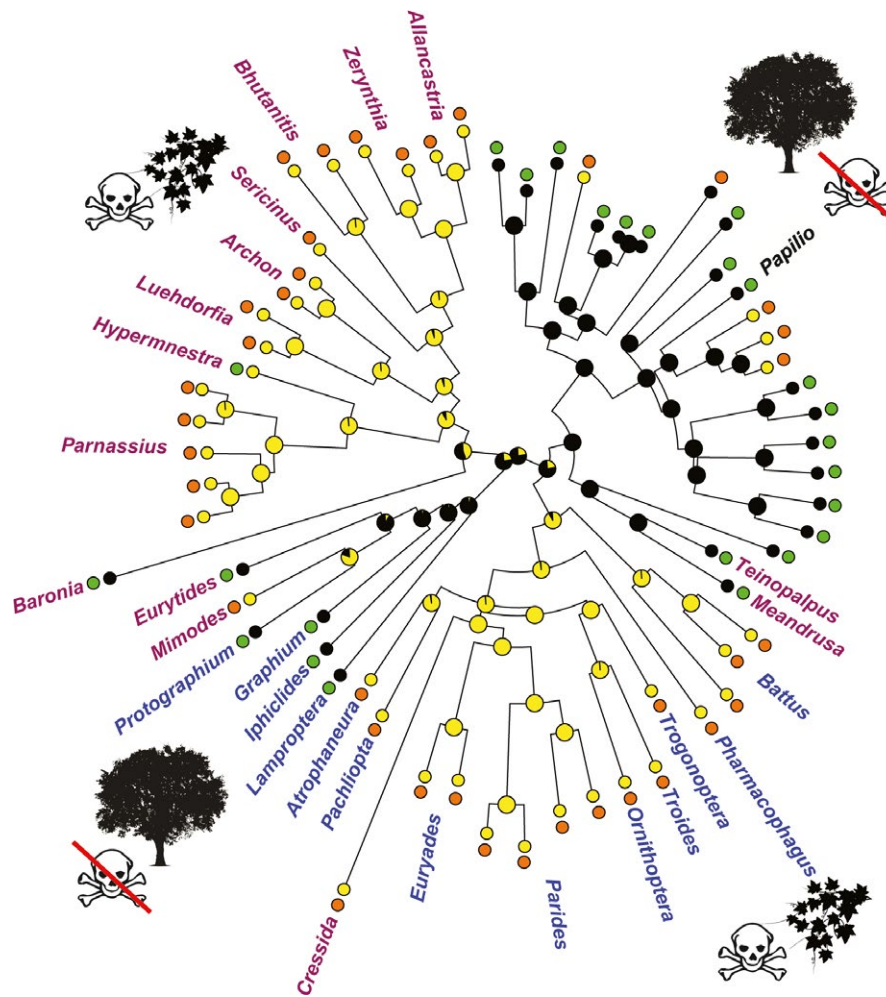 Allancastria
Zerynthia
Bhutanitis
Sericinus
Archon
Luehdorfia
Hypermnestra
Parnassius
Baronia
Eurytides
Mimodes
Protographium
Graphium
Iphiclides
Lamproptera
Atrophaneura
Pachliopta
Cressida
Euryades
Parides
Ornithoptera
Troides
Trogonoptera
Pharmacophagus
Battus
Meandrusa
Teinopalpus
Papilio